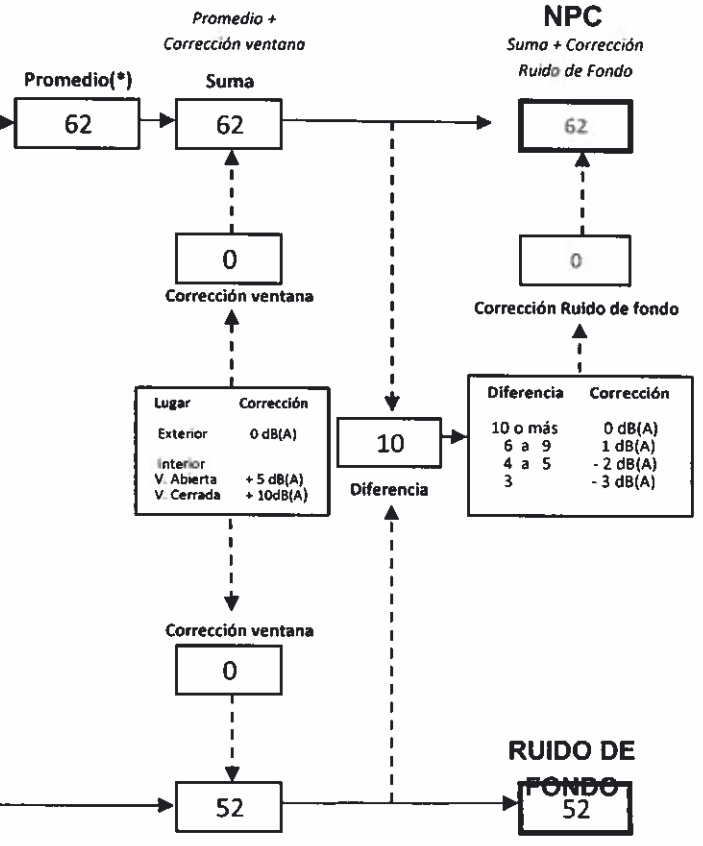 Promedio +
Corrección ventana
NPC
Suma + Corrección
Ruido de Fondo
Promedio(*)
Suma
62
62
62
0
0
Corrección ventana
Corrección Ruido de fondo
Lugar Corrección
Exterior 0 dB(A)
Interior
V. Abierta + 5 dB(A)
V. Cerrada + 10dB(A)
10
Diferencia
Diferencia Corrección
10 o más 0 dB(A)
6 a 9 1 dB(A)
4 a 5 - 2 dB(A)
3 - 3 dB(A)
Corrección ventana
0
RUIDO DE
FONDO
52
52